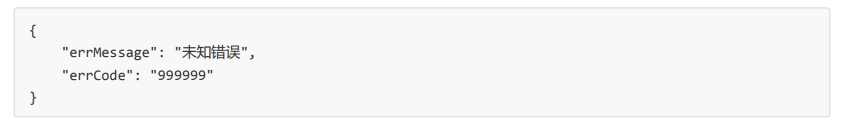 {
    "errMessage": "未知错误",
    "errCode": "999999"
}